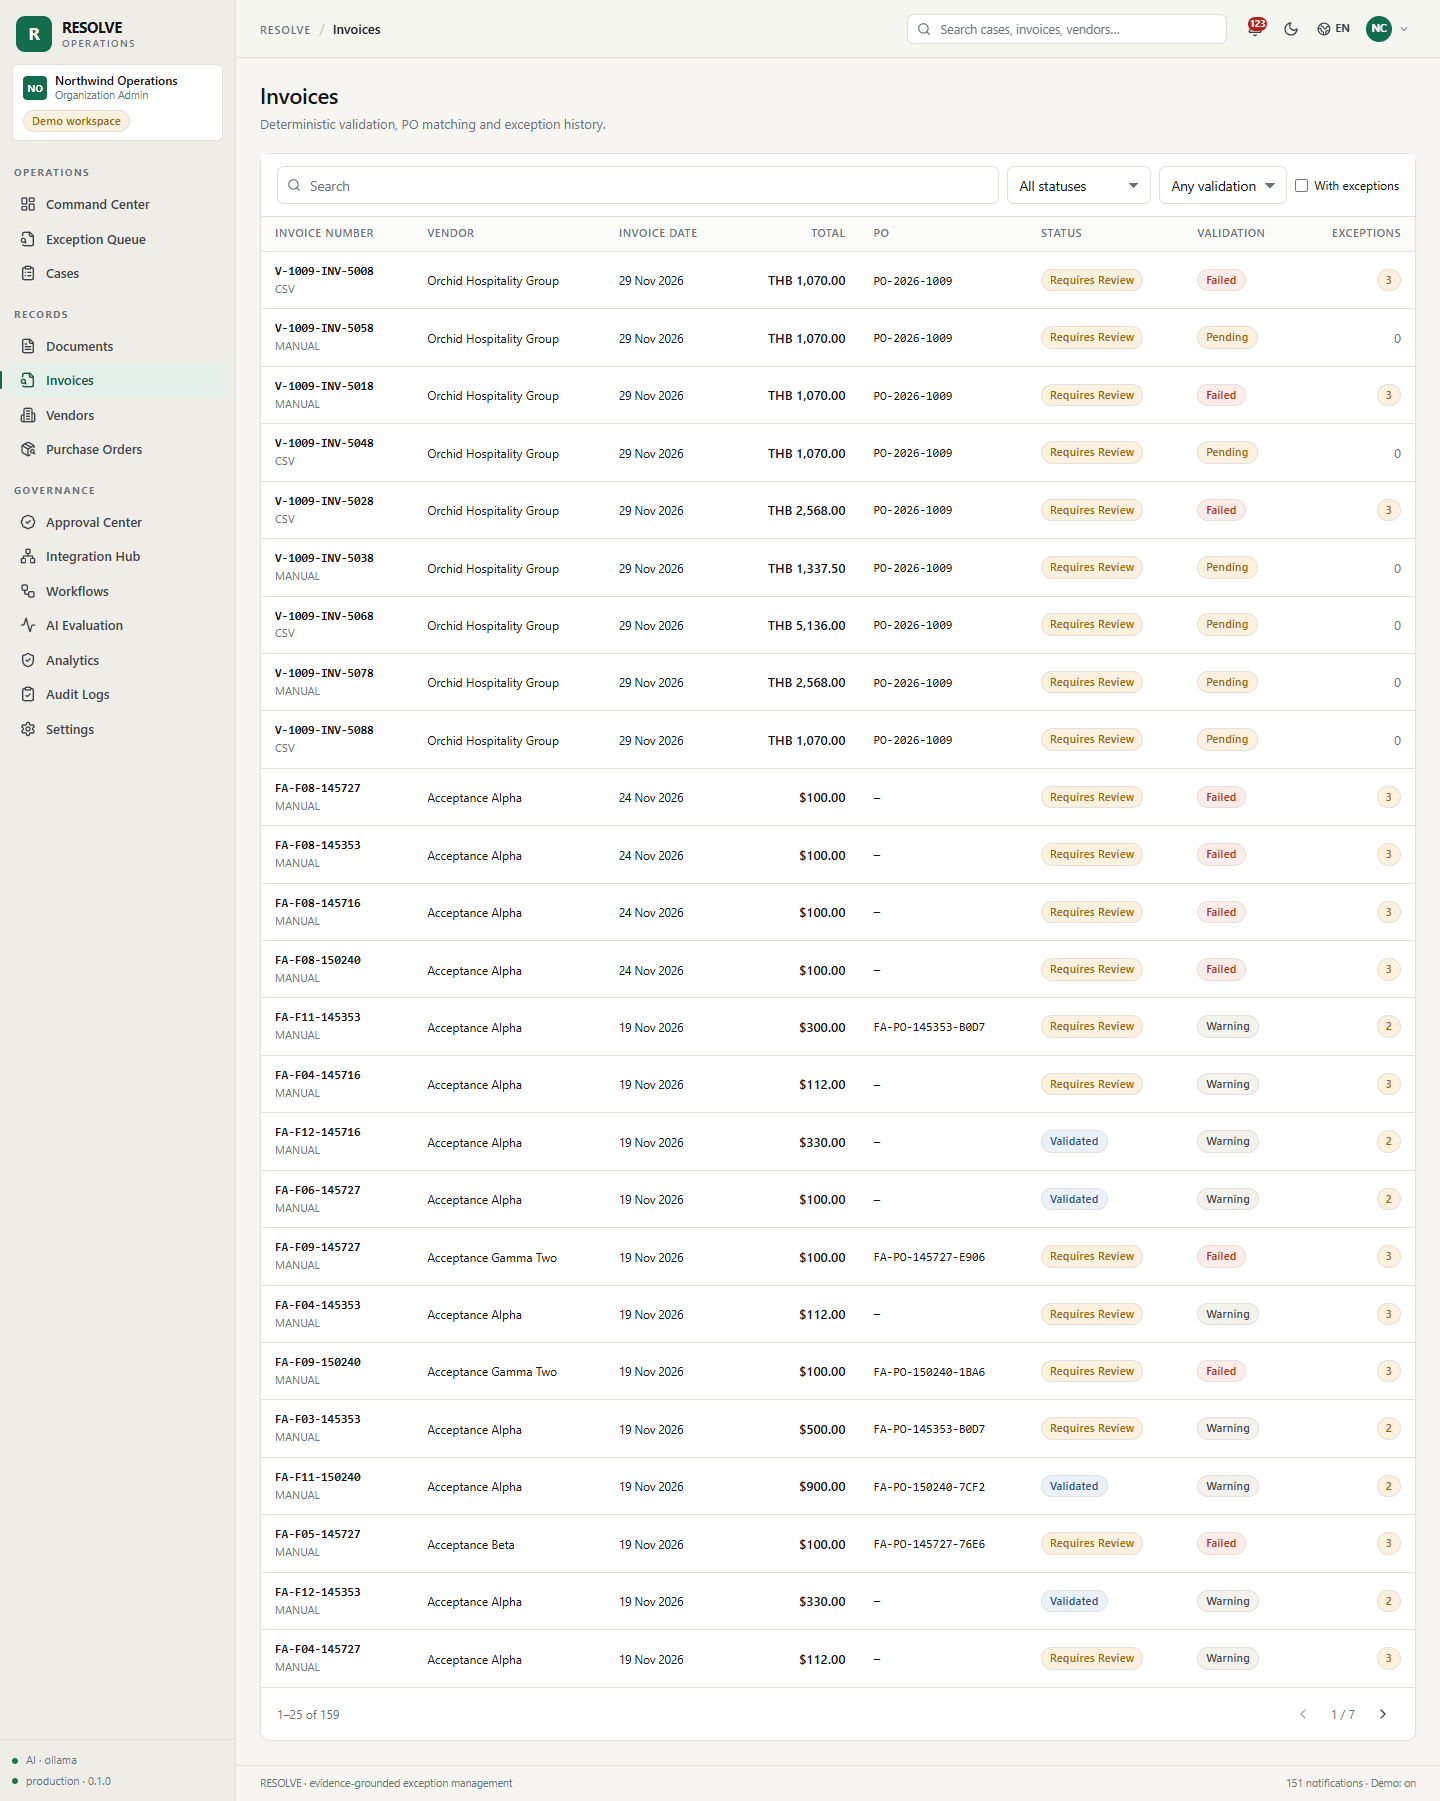 R
RESOLVE
OPERATIONS
NO
Northwind Operations
Organization Admin
Demo workspace
OPERATIONS
Command Center
Exception Queue
Cases
RECORDS
Documents
Invoices
Vendors
Purchase Orders
GOVERNANCE
Approval Center
Integration Hub
Workflows
AI Evaluation
Analytics
Audit Logs
Settings
AI · ollama
production · 0.1.0
RESOLVE / Invoices
Search cases, invoices, vendors...
123
EN
NC
Invoices
Deterministic validation, PO matching and exception history.
Search
All statuses
Any validation
With exceptions
INVOICE NUMBER VENDOR INVOICE DATE TOTAL PO STATUS VALIDATION EXCEPTIONS
V-1009-INV-5008
CSV
Orchid Hospitality Group 29 Nov 2026 THB 1,070.00 PO-2026-1009 Requires Review Failed 3
V-1009-INV-5058
MANUAL
Orchid Hospitality Group 29 Nov 2026 THB 1,070.00 PO-2026-1009 Requires Review Pending 0
V-1009-INV-5018
MANUAL
Orchid Hospitality Group 29 Nov 2026 THB 1,070.00 PO-2026-1009 Requires Review Failed 3
V-1009-INV-5048
CSV
Orchid Hospitality Group 29 Nov 2026 THB 1,070.00 PO-2026-1009 Requires Review Pending 0
V-1009-INV-5028
CSV
Orchid Hospitality Group 29 Nov 2026 THB 2,568.00 PO-2026-1009 Requires Review Failed 3
V-1009-INV-5038
MANUAL
Orchid Hospitality Group 29 Nov 2026 THB 1,337.50 PO-2026-1009 Requires Review Pending 0
V-1009-INV-5068
CSV
Orchid Hospitality Group 29 Nov 2026 THB 5,136.00 PO-2026-1009 Requires Review Pending 0
V-1009-INV-5078
MANUAL
Orchid Hospitality Group 29 Nov 2026 THB 2,568.00 PO-2026-1009 Requires Review Pending 0
V-1009-INV-5088
CSV
Orchid Hospitality Group 29 Nov 2026 THB 1,070.00 PO-2026-1009 Requires Review Pending 0
FA-F08-145727
MANUAL
Acceptance Alpha 24 Nov 2026 $100.00 — Requires Review Failed 3
FA-F08-145353
MANUAL
Acceptance Alpha 24 Nov 2026 $100.00 — Requires Review Failed 3
FA-F08-145716
MANUAL
Acceptance Alpha 24 Nov 2026 $100.00 — Requires Review Failed 3
FA-F08-150240
MANUAL
Acceptance Alpha 24 Nov 2026 $100.00 — Requires Review Failed 3
FA-F11-145353
MANUAL
Acceptance Alpha 19 Nov 2026 $300.00 FA-PO-145353-B0D7 Requires Review Warning 2
FA-F04-145716
MANUAL
Acceptance Alpha 19 Nov 2026 $112.00 — Requires Review Warning 3
FA-F12-145716
MANUAL
Acceptance Alpha 19 Nov 2026 $330.00 — Validated Warning 2
FA-F06-145727
MANUAL
Acceptance Alpha 19 Nov 2026 $100.00 — Validated Warning 2
FA-F09-145727
MANUAL
Acceptance Gamma Two 19 Nov 2026 $100.00 FA-PO-145727-E906 Requires Review Failed 3
FA-F04-145353
MANUAL
Acceptance Alpha 19 Nov 2026 $112.00 — Requires Review Warning 3
FA-F09-150240
MANUAL
Acceptance Gamma Two 19 Nov 2026 $100.00 FA-PO-150240-1BA6 Requires Review Failed 3
FA-F03-145353
MANUAL
Acceptance Alpha 19 Nov 2026 $500.00 FA-PO-145353-B0D7 Requires Review Warning 2
FA-F11-150240
MANUAL
Acceptance Alpha 19 Nov 2026 $900.00 FA-PO-150240-7CF2 Validated Warning 2
FA-F05-145727
MANUAL
Acceptance Beta 19 Nov 2026 $100.00 FA-PO-145727-76E6 Requires Review Failed 3
FA-F12-145353
MANUAL
Acceptance Alpha 19 Nov 2026 $330.00 — Validated Warning 2
FA-F04-145727
MANUAL
Acceptance Alpha 19 Nov 2026 $112.00 — Requires Review Warning 3
1–25 of 159
1 / 7
RESOLVE · evidence-grounded exception management
151 notifications · Demo: on